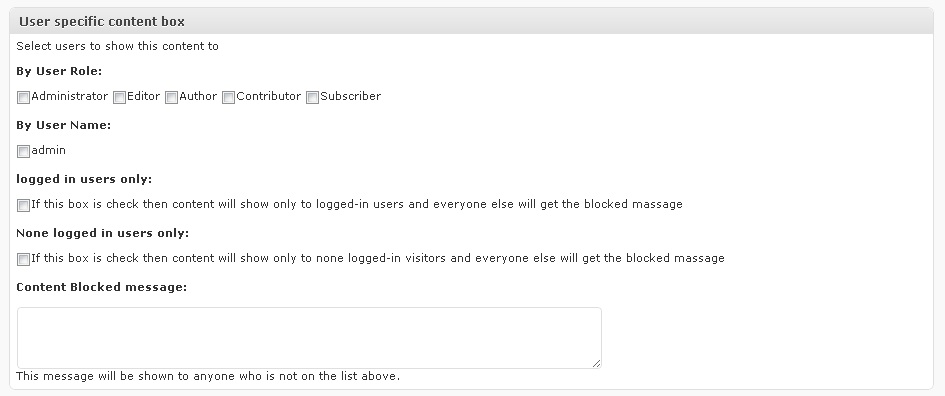 User specific content box
Select users to show this content to
By User Role:
Administrator Editor Author Contributor Subscriber
By User Name:
admin
logged in users only:
If this box is check then content will show only to logged-in users and everyone else will get the blocked massage
None logged in users only:
If this box is check then content will show only to none logged-in visitors and everyone else will get the blocked massage
Content Blocked message:
This message will be shown to anyone who is not on the list above.